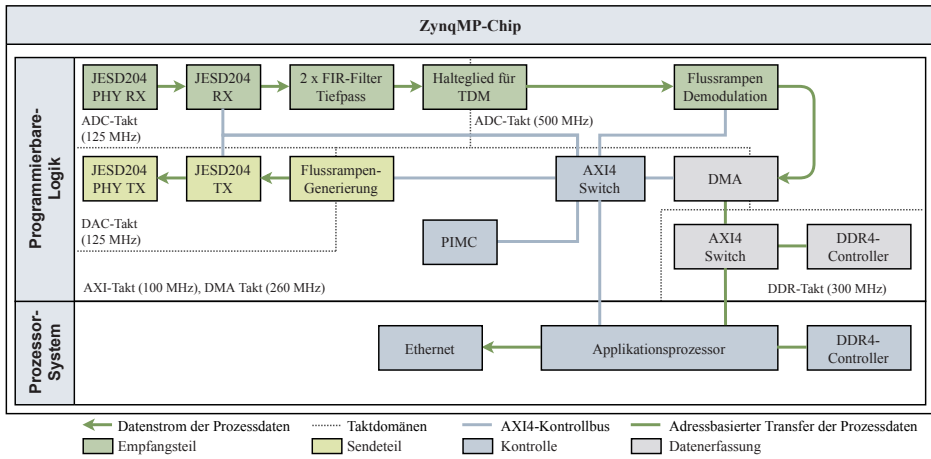 ZynqMP-Chip
Programmierbare-
Logik
JESD204
PHY RX
JESD204
RX
2 x FIR-Filter
Tiefpass
Halteglied für
TDM
Flussrampen
Demodulation
ADC-Takt
(125 MHz)
ADC-Takt (500 MHz)
JESD204
PHY TX
JESD204
TX
Flussrampen-
Generierung
AXI4
Switch
DMA
DAC-Takt
(125 MHz)
PIMC
AXI4
Switch
DDR4-
Controller
AXI-Takt (100 MHz), DMA Takt (260 MHz)
DDR-Takt (300 MHz)
Prozessor-
System
Ethernet
Applikationsprozessor
DDR4-
Controller
Datenstrom der Prozessdaten
Taktdomänen
AXI4-Kontrollbus
Adressbasierter Transfer der Prozessdaten
Empfangsteil
Sendeteil
Kontrolle
Datenerfassung